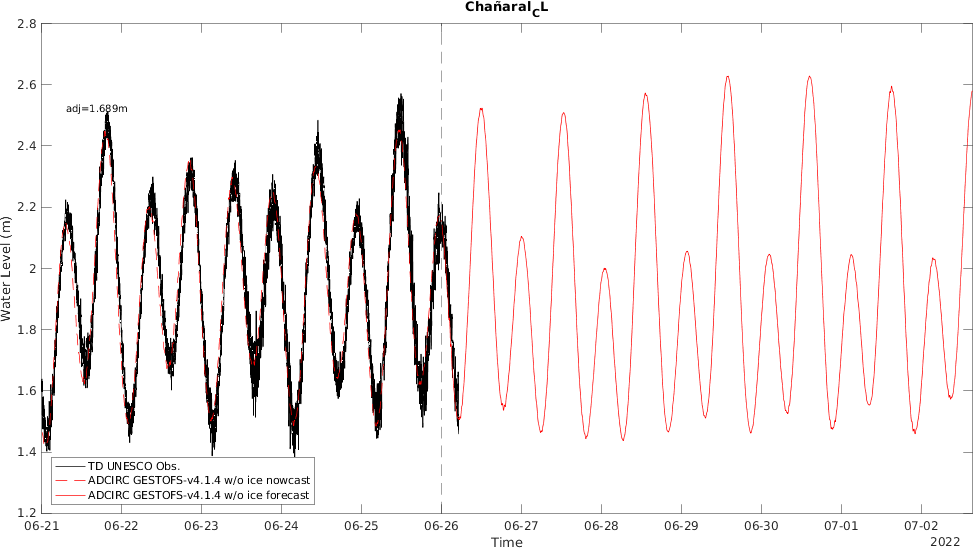 Chañaral_CL
2.8
2.6
2.4
2.2
2
1.8
1.6
1.4
1.2
Water Level (m)
adj=1.689m
TD UNESCO Obs.
ADCIRC GESTOFS-v4.1.4 w/o ice nowcast
ADCIRC GESTOFS-v4.1.4 w/o ice forecast
06-21 06-22 06-23 06-24 06-25 06-26 06-27 06-28 06-29 06-30 07-01 07-02
Time
2022